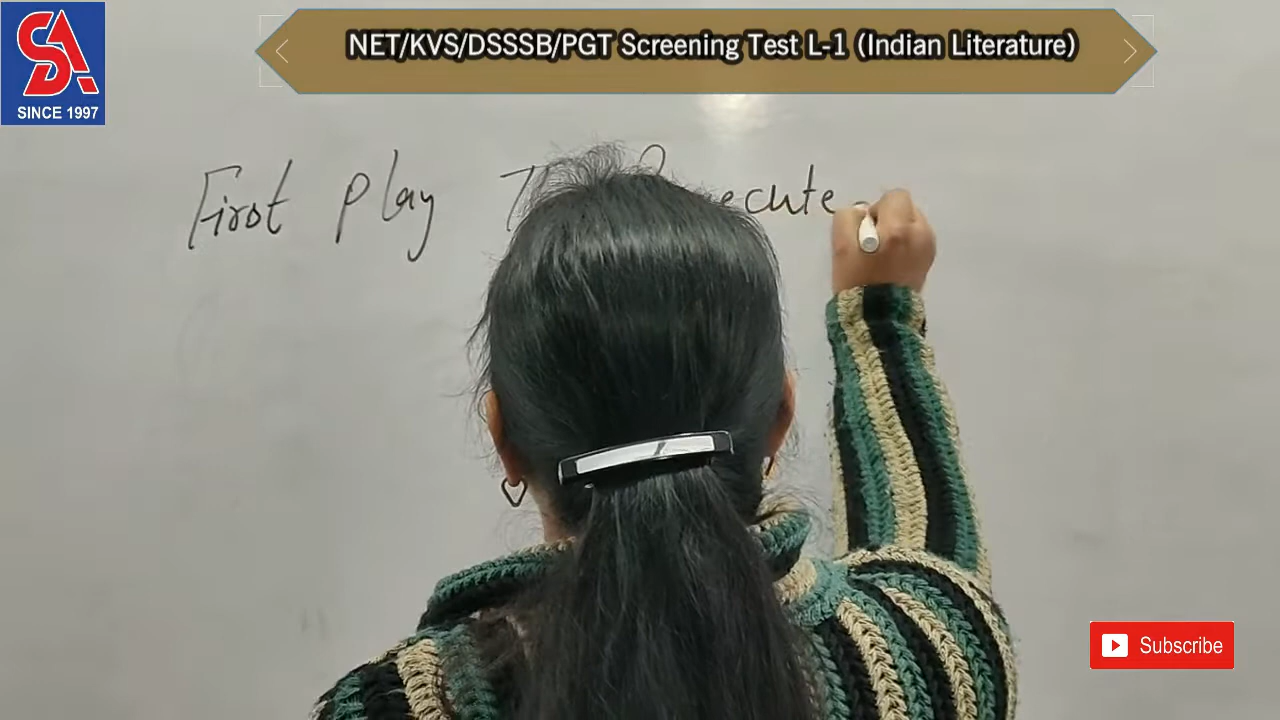 SA
SINCE 1997
NET/KVS/DSSSB/PGT Screening Test L-1 (Indian Literature)
First Play
Subscribe